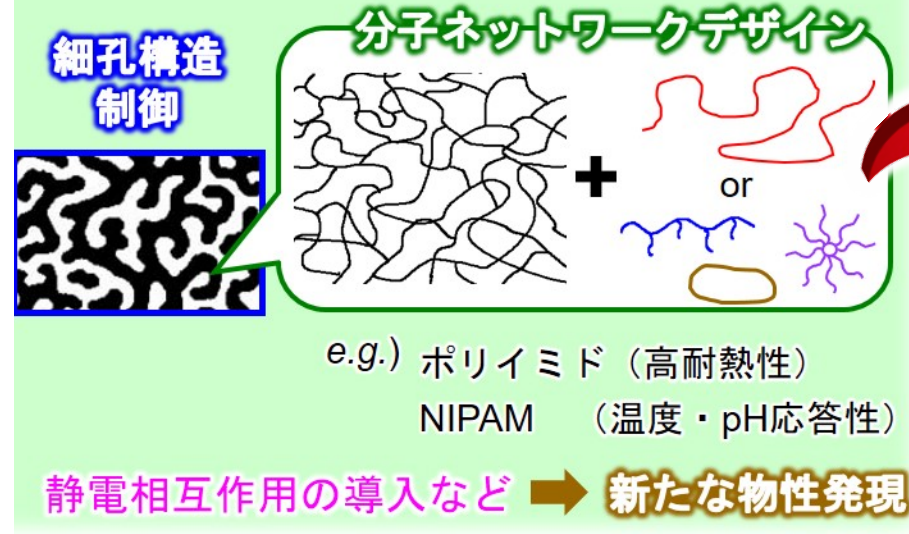 分子ネットワークデザイン
細孔構造
制御
+
or
e.g.) ポリイミド（高耐熱性）
NIPAM （温度・pH応答性）
静電相互作用の導入など ➡ 新たな物性発現